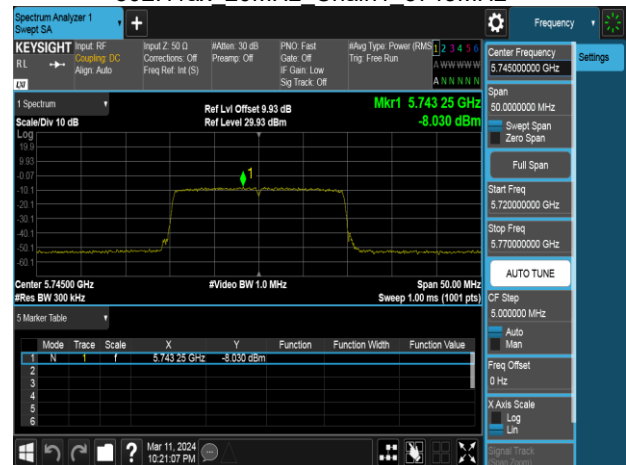 Spectrum Analyzer 1
Swept SA
Frequency
KEYSIGHT
RL
Input: RF
Coupling: DC
Align: Auto
Input Z: 50 Ω
Corrections: Off
Freq Ref: Int (S)
#Atten: 30 dB
Preamp: Off
PNO: Fast
Gate: Off
IF Gain: Low
Sig Track: Off
#Avg Type: Power (RMS
Trig: Free Run
1 2 3 4 5 6
A W W W W W
A N N N N N
LXI
1 Spectrum
Scale/Div 10 dB
Ref Lvl Offset 9.93 dB
Ref Level 29.93 dBm
Mkr1 5.743 25 GHz
-8.030 dBm
Log
19.9
9.93
-0.07
-10.1
-20.1
-30.1
-40.1
-50.1
-60.1
1
Center 5.74500 GHz
#Res BW 300 kHz
#Video BW 1.0 MHz
Span 50.00 MHz
Sweep 1.00 ms (1001 pts)
5 Marker Table
Mode Trace Scale X Y Function Function Width Function Value
1 N 1 f 5.743 25 GHz -8.030 dBm
2
3
4
5
6
Mar 11, 2024
10:21:07 PM
Center Frequency
5.745000000 GHz
Settings
Span
50.0000000 MHz
Swept Span
Zero Span
Full Span
Start Freq
5.720000000 GHz
Stop Freq
5.770000000 GHz
AUTO TUNE
CF Step
5.000000 MHz
Auto
Man
Freq Offset
0 Hz
X Axis Scale
Log
Lin
Signal Track
(Span Zoom)